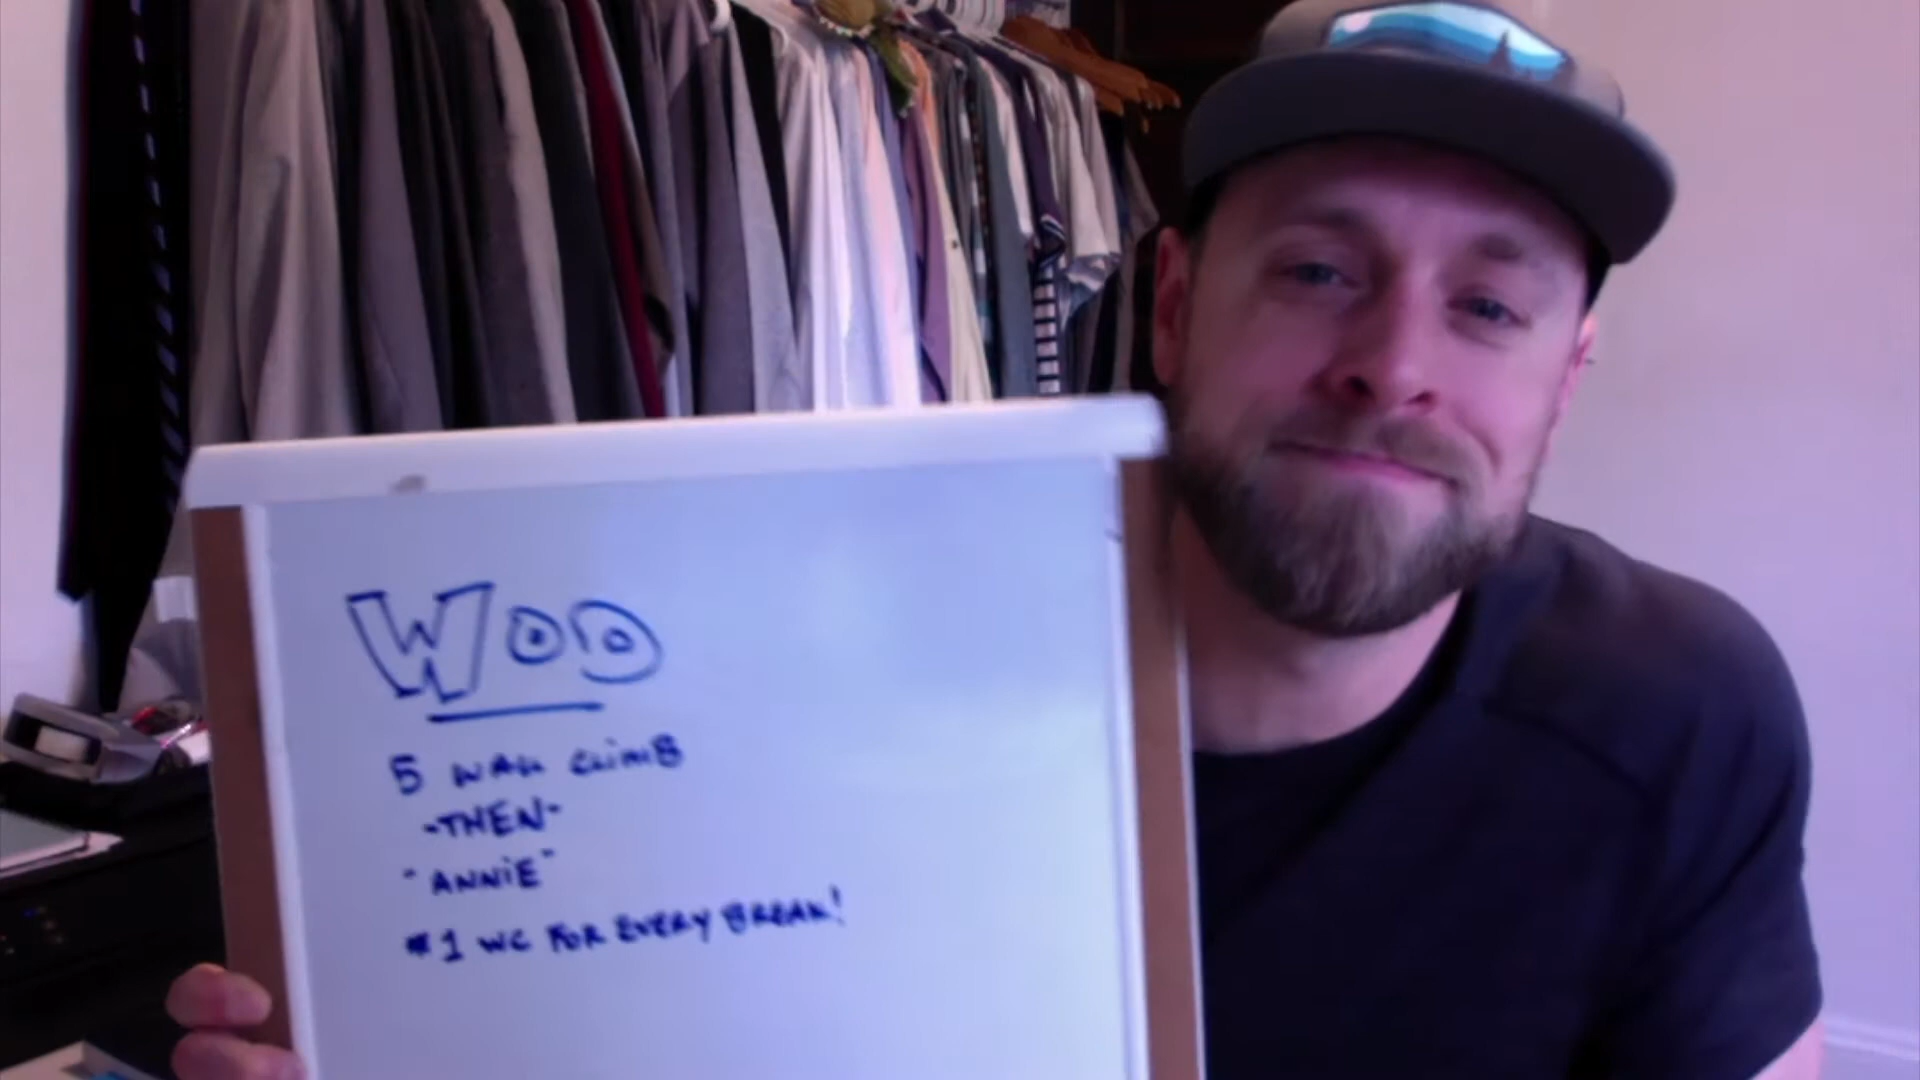 WOD
5 WALL CLIMB
-THEN-
"ANNiE"
*1 WC FOR EVERY BREAK!